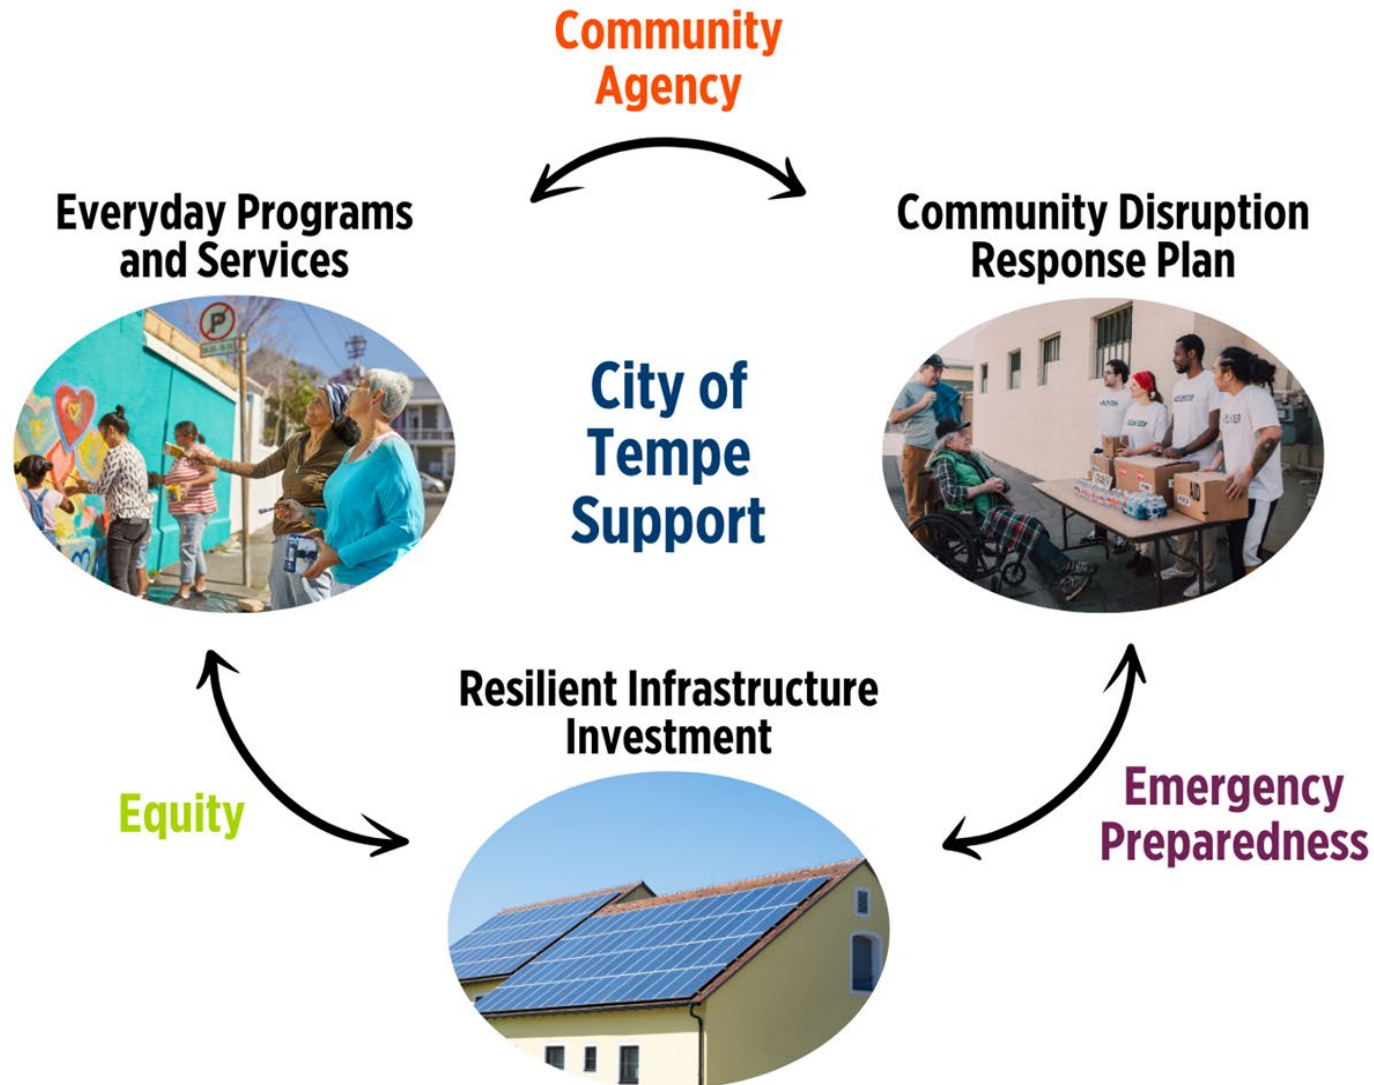 Community
Agency
Everyday Programs
and Services
Community Disruption
Response Plan
P
City of
Tempe
Support
AID
Resilient Infrastructure
Investment
Equity
Emergency
Preparedness